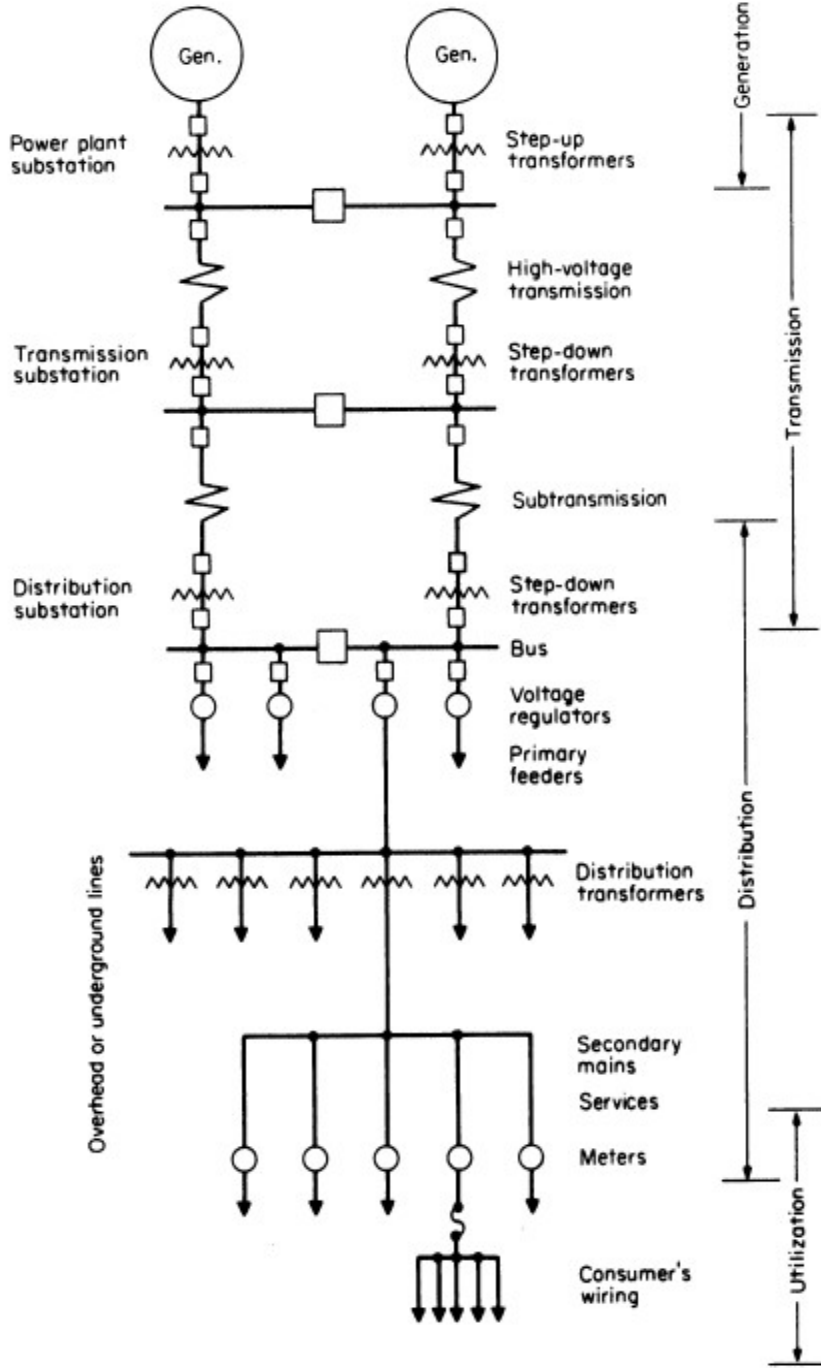 Gen.
Gen.
Generation
Power plant
substation
Step-up
transformers
High-voltage
transmission
Transmission
substation
Step-down
transformers
Transmission
Subtransmission
Distribution
substation
Step-down
transformers
Bus
Voltage
regulators
Primary
feeders
Distribution
Overhead or underground lines
Distribution
transformers
Secondary
mains
Services
Meters
Utilization
Consumer's
wiring